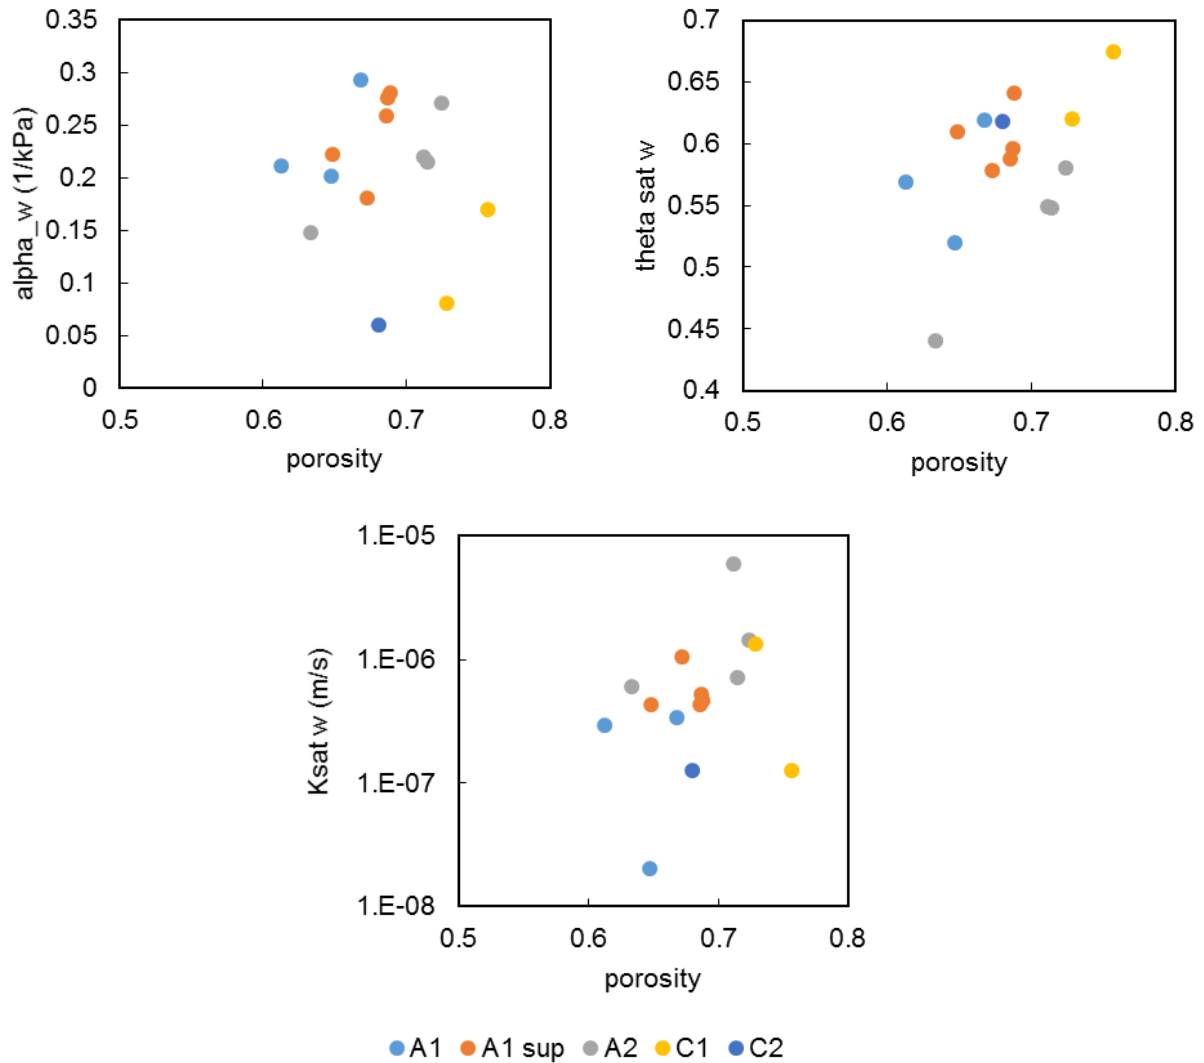 0.35
0.3
0.25
0.2
0.15
0.1
0.05
0
alpha_w (1/kPa)
0.5 0.6 0.7 0.8
porosity
0.7
0.65
0.6
0.55
0.5
0.45
0.4
theta sat w
0.5 0.6 0.7 0.8
porosity
1.E-05
1.E-06
1.E-07
1.E-08
Ksat w (m/s)
0.5 0.6 0.7 0.8
porosity
A1 A1 sup A2 C1 C2